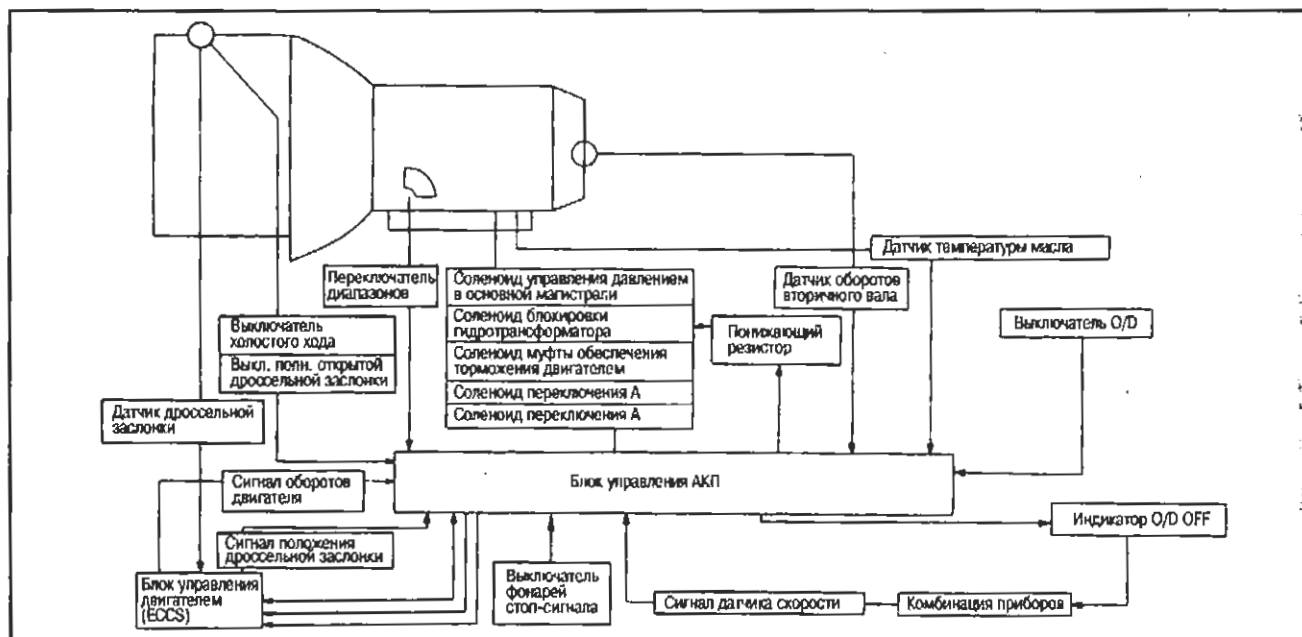 Датчик температуры масла
Переключатель
диапазонов
Соленоид управления давлением
в основной магистрали
Датчик оборотов
вторичного вала
Соленоид блокировки
гидротрансформатора
Понижающий
резистор
Выключатель O/D
Выключатель
холостого хода
Выкл. полн. открытой
дроссельной заслонки
Соленоид муфты обеспечения
торможения двигателем
Соленоид переключения А
Соленоид переключения А
Датчик дроссельной
заслонки
Сигнал оборотов
двигателя
Блок управления АКП
Индикатор O/D OFF
Сигнал положения
дроссельной заслонки
Блок управления
двигателем
(ECCS)
Выключатель
фонарей
стоп-сигнала
Сигнал датчика скорости
Комбинация приборов